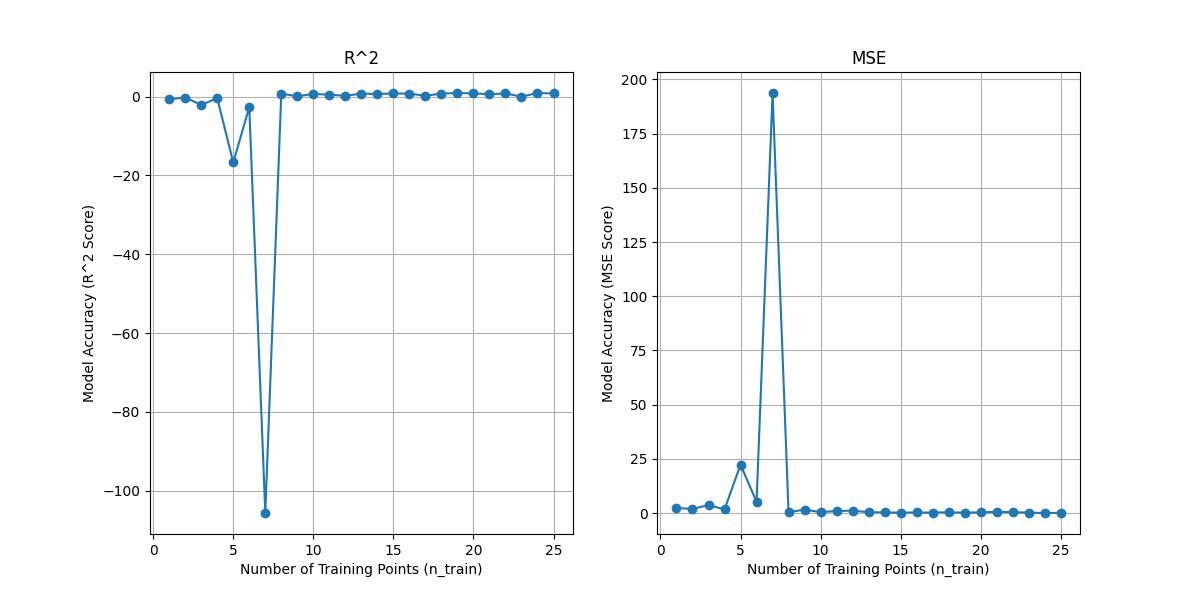 R^2
0
−20
−40
−60
−80
−100
Model Accuracy (R^2 Score)
0 5 10 15 20 25
Number of Training Points (n_train)
MSE
200
175
150
125
100
75
50
25
0
Model Accuracy (MSE Score)
0 5 10 15 20 25
Number of Training Points (n_train)